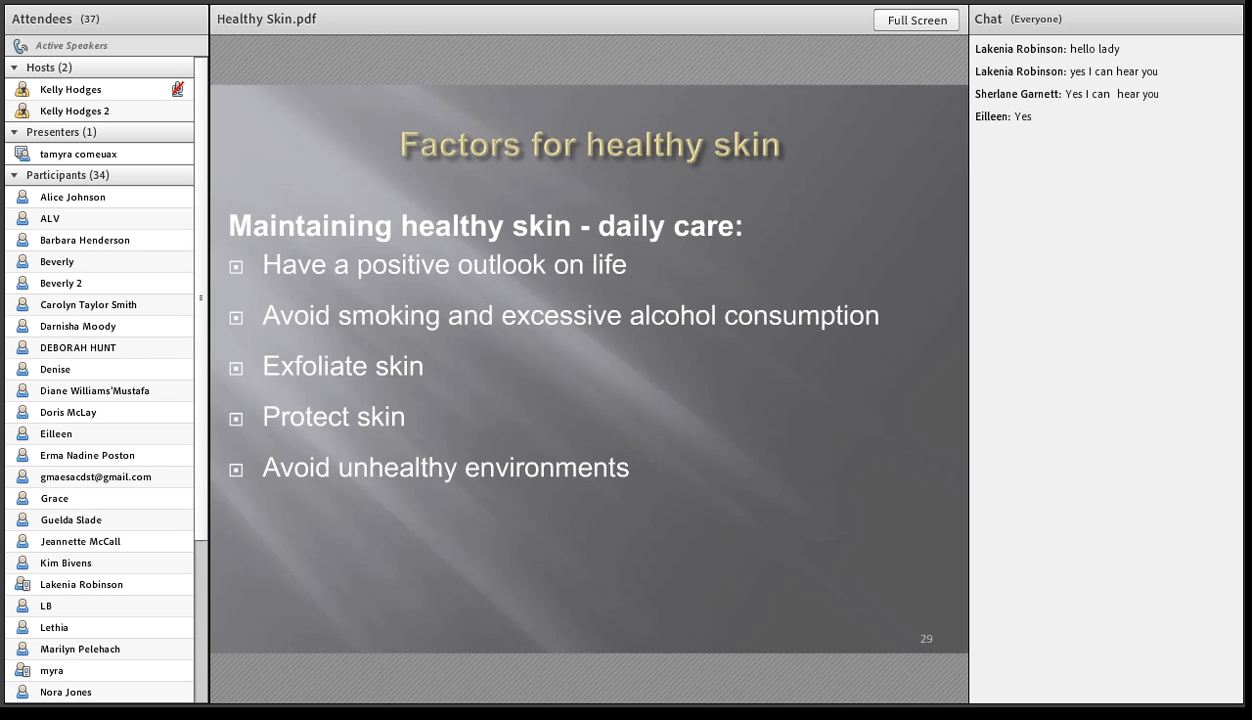 Attendees (37)
Active Speakers
Hosts (2)
Kelly Hodges
Kelly Hodges 2
Presenters (1)
tamyra comeuax
Participants (34)
Alice Johnson
ALV
Barbara Henderson
Beverly
Beverly 2
Carolyn Taylor Smith
Darnisha Moody
DEBORAH HUNT
Denise
Diane Williams'Mustafa
Doris McLay
Eilleen
Erma Nadine Poston
gmaesacdst@gmail.com
Grace
Guelda Slade
Jeannette McCall
Kim Bivens
Lakenia Robinson
LB
Lethia
Marilyn Pelehach
myra
Nora Jones
Healthy Skin.pdf
Full Screen
Factors for healthy skin
Maintaining healthy skin - daily care:
Have a positive outlook on life
Avoid smoking and excessive alcohol consumption
Exfoliate skin
Protect skin
Avoid unhealthy environments
29
Chat (Everyone)
Lakenia Robinson: hello lady
Lakenia Robinson: yes I can hear you
Sherlane Garnett: Yes I can  hear you
Eilleen: Yes